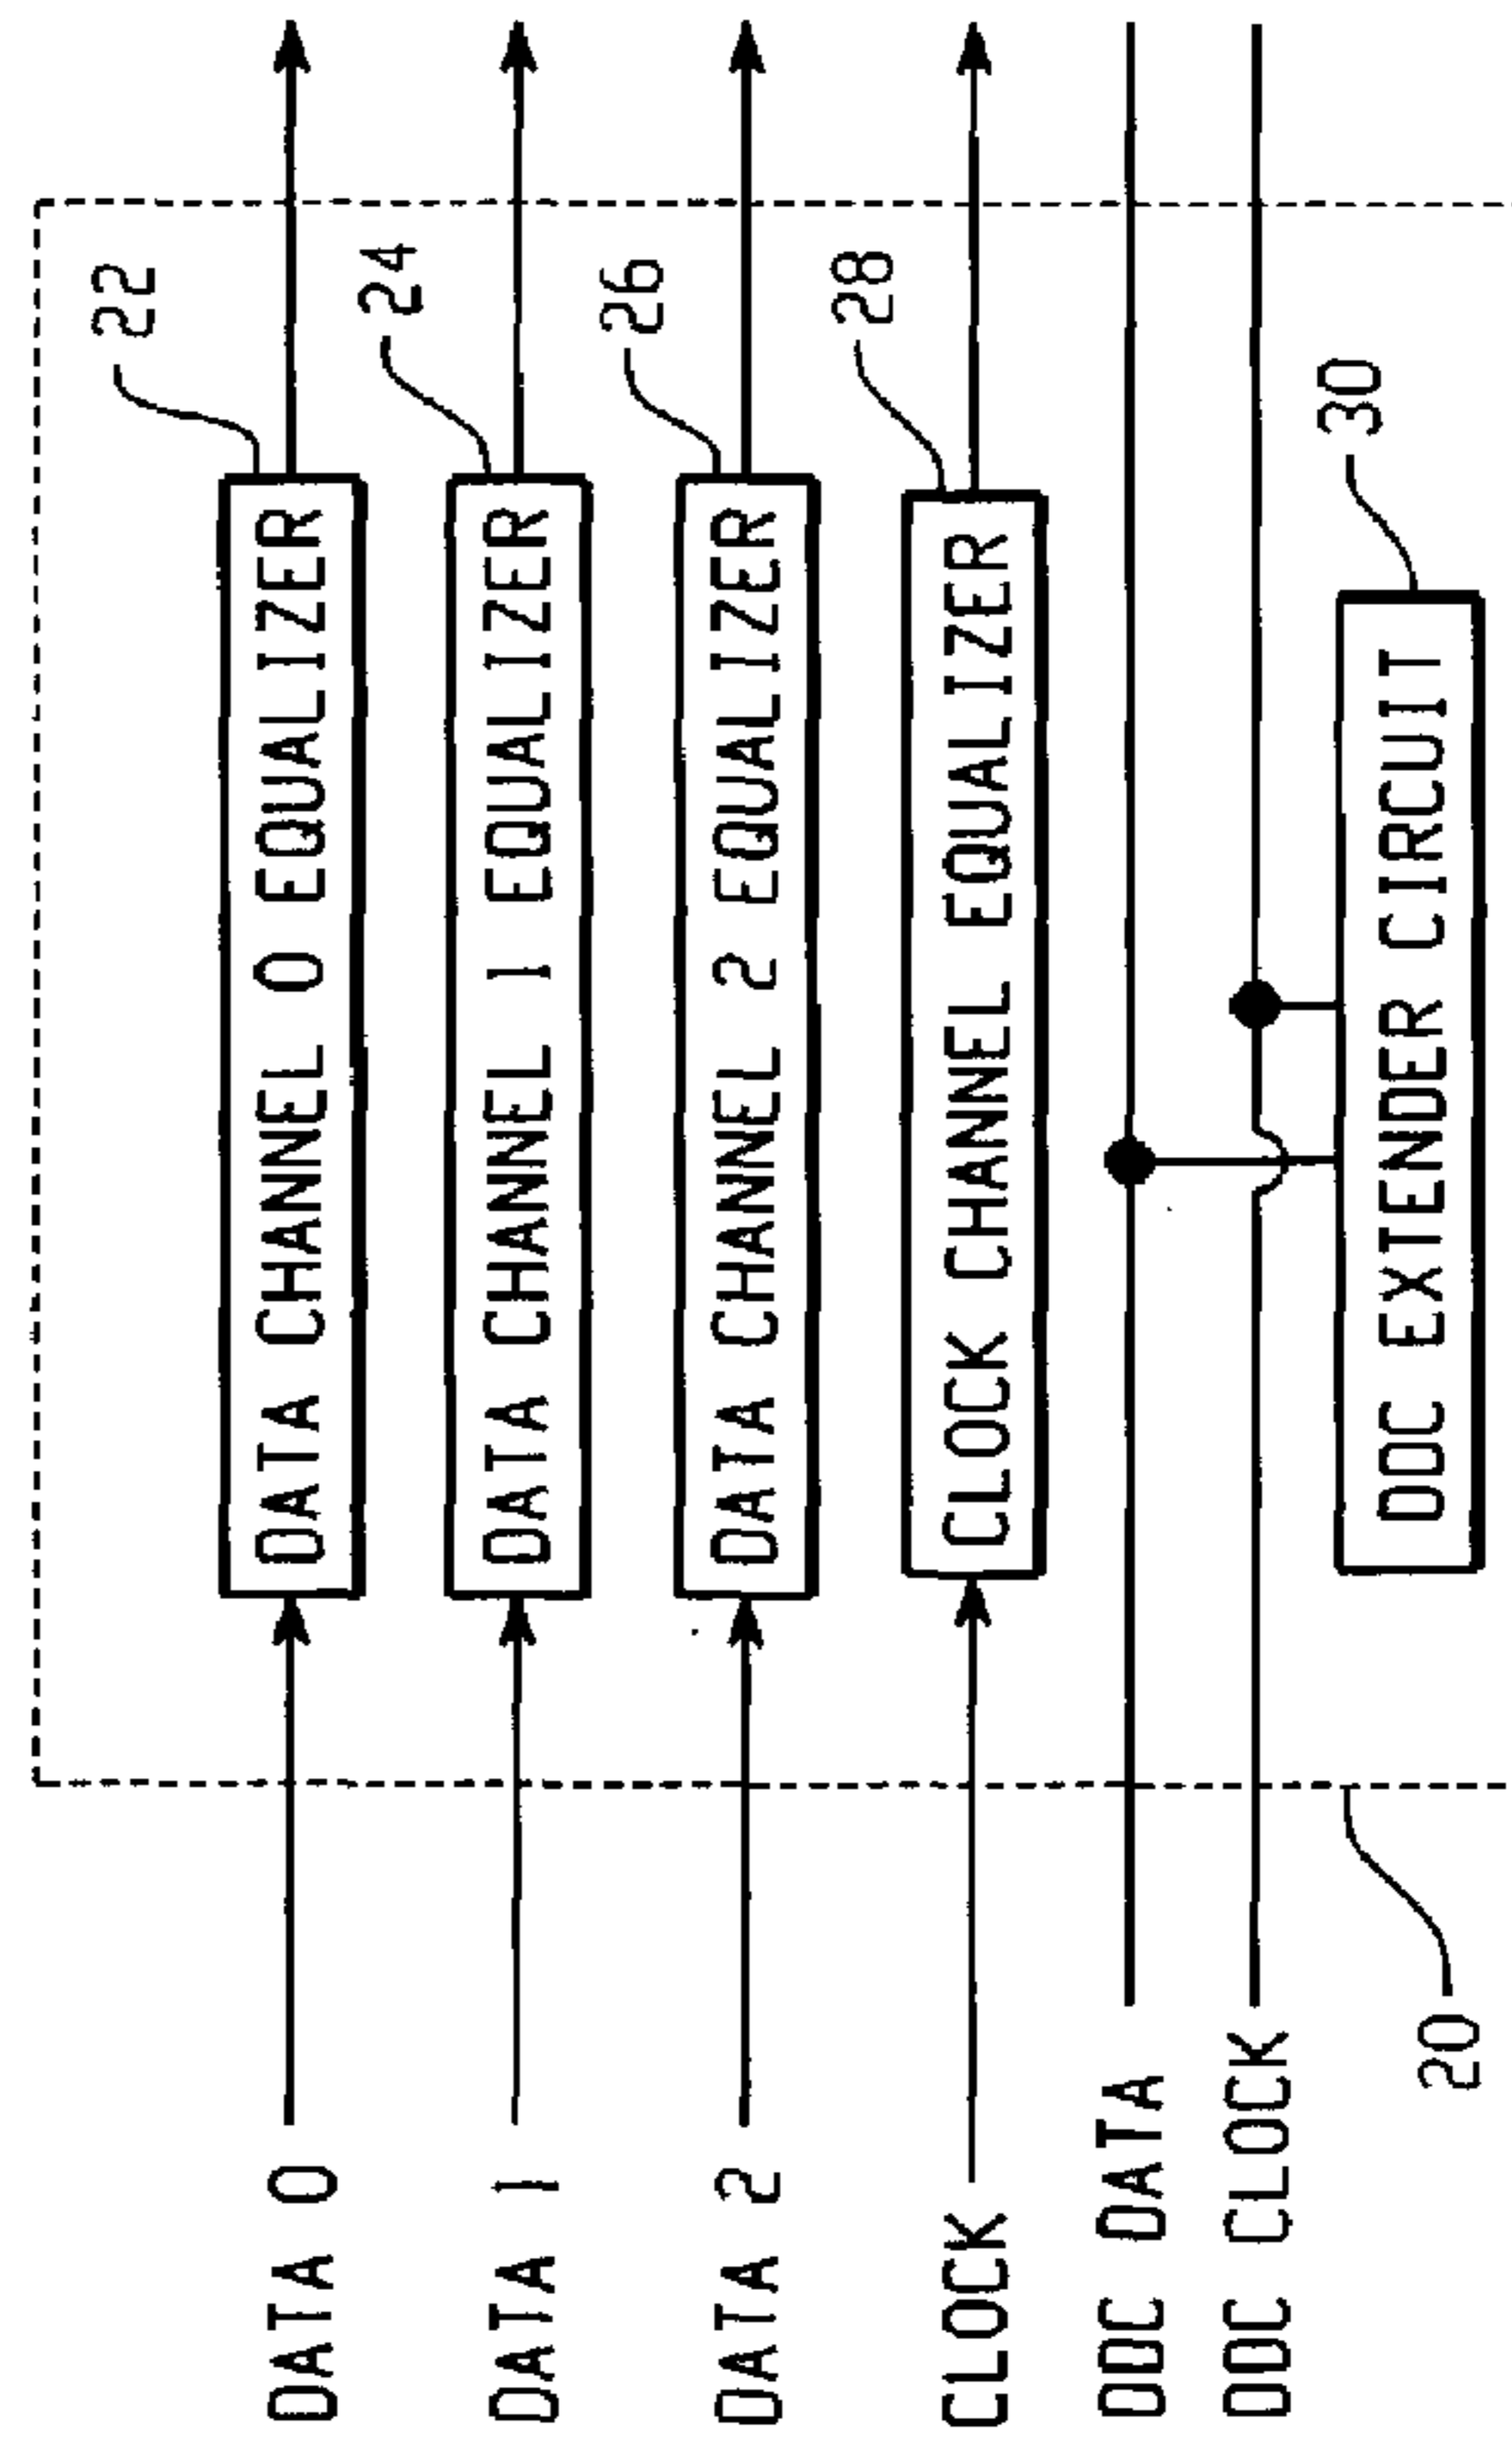 DATA 0
DATA CHANNEL 0 EQUALIZER
22
DATA 1
DATA CHANNEL 1 EQUALIZER
24
DATA 2
DATA CHANNEL 2 EQUALIZER
26
CLOCK
CLOCK CHANNEL EQUALIZER
28
DDC DATA
DDC CLOCK
DDC EXTENDER CIRCUIT
30
20